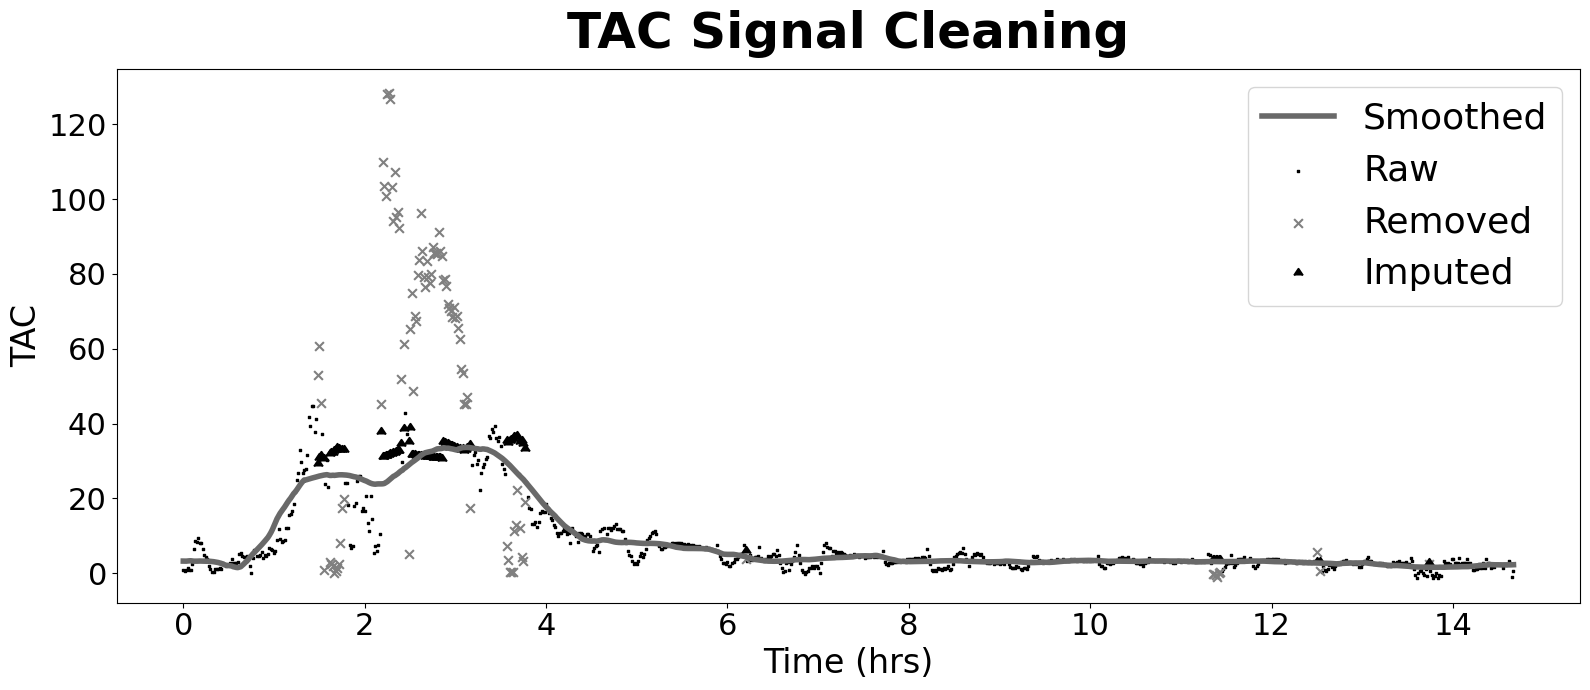 TAC Signal Cleaning
Smoothed
Raw
Removed
Imputed
TAC
120
100
80
60
40
20
0
0 2 4 6 8 10 12 14
Time (hrs)